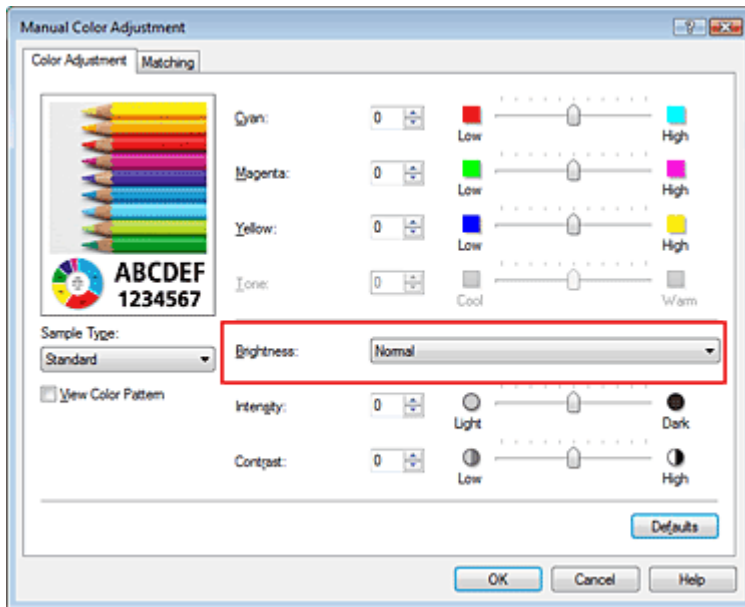 Manual Color Adjustment
Color Adjustment Matching
Cyan: 0 Low High
Magenta: 0 Low High
Yellow: 0 Low High
Tone: 0 Cool Warm
ABCDEF
1234567
Sample Type:
Standard
View Color Pattern
Brightness: Normal
Intensity: 0 Light Dark
Contrast: 0 Low High
Defaults
OK Cancel Help